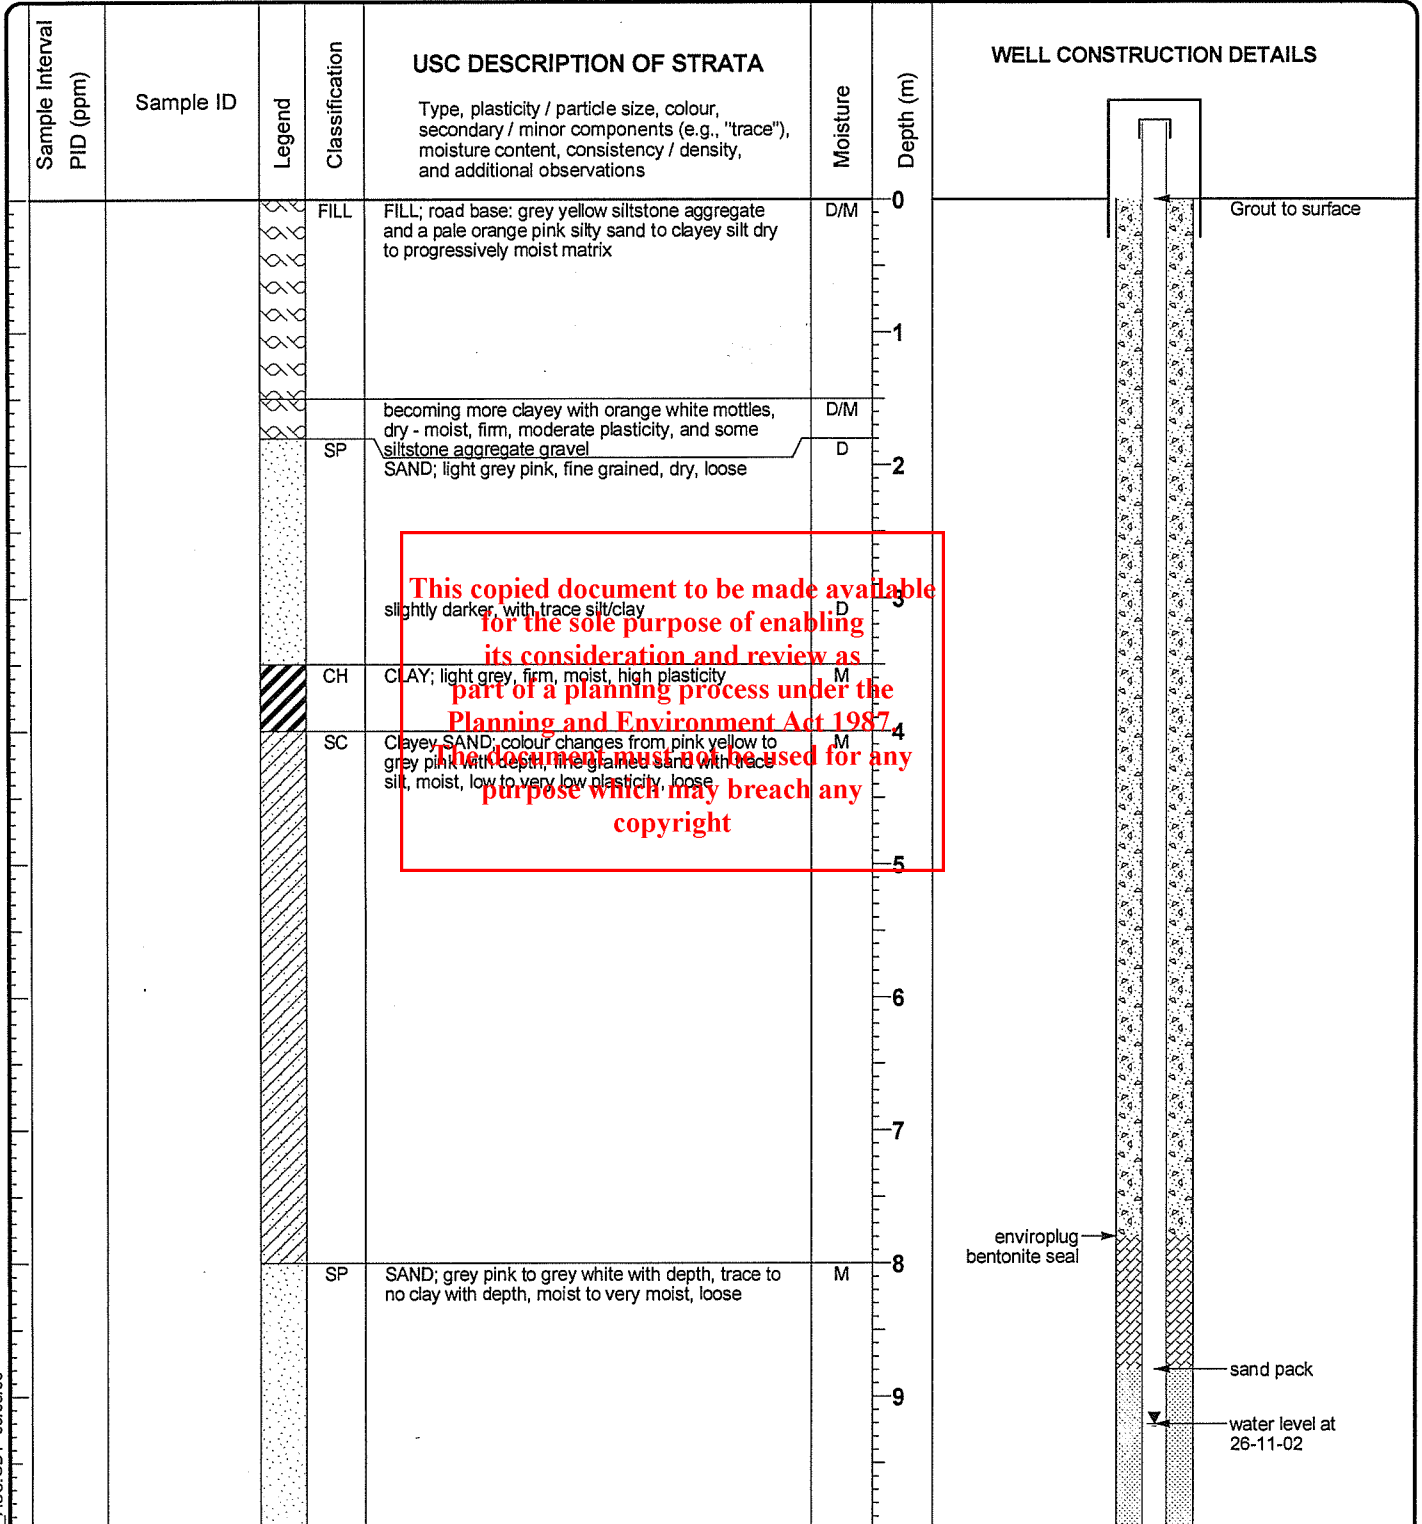 Sample Interval
PID (ppm)
Sample ID
Legend
Classification
USC DESCRIPTION OF STRATA
Type, plasticity / particle size, colour,
secondary / minor components (e.g., "trace"),
moisture content, consistency / density,
and additional observations
Moisture
Depth (m)
WELL CONSTRUCTION DETAILS
FILL
FILL; road base: grey yellow siltstone aggregate
and a pale orange pink silty sand to clayey silt dry
to progressively moist matrix
D/M
0
Grout to surface
1
becoming more clayey with orange white mottles,
dry - moist, firm, moderate plasticity, and some
siltstone aggregate gravel
D/M
SP
SAND; light grey pink, fine grained, dry, loose
D
2
This copied document to be made available
for the sole purpose of enabling
its consideration and review as
part of a planning process under the
Planning and Environment Act 1987.
The document must not be used for any
purpose which may breach any
copyright
slightly darker, with trace silt/clay
D
3
CH
CLAY; light grey, firm, moist, high plasticity
M
4
SC
Clayey SAND; colour changes from pink yellow to
grey pink with depth, fine grained sand with trace
silt, moist, low to very low plasticity, loose
M
5
6
7
enviroplug
bentonite seal
8
SP
SAND; grey pink to grey white with depth, trace to
no clay with depth, moist to very moist, loose
M
sand pack
9
water level at
26-11-02